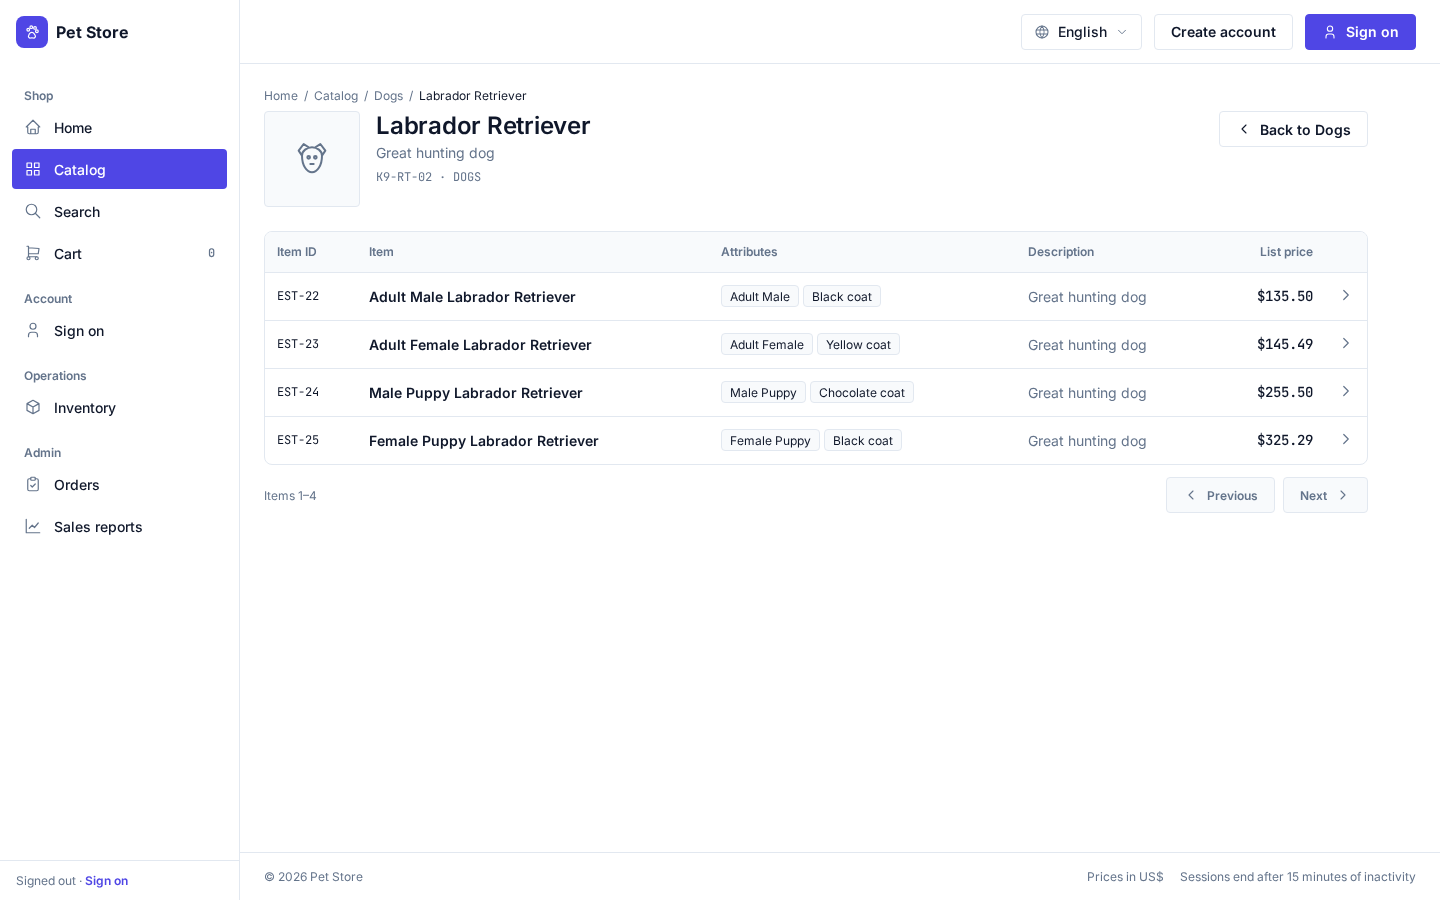 Pet Store
Shop
Home
Catalog
Search
Cart 0
Account
Sign on
Operations
Inventory
Admin
Orders
Sales reports
Signed out · Sign on
English
Create account
Sign on
Home / Catalog / Dogs / Labrador Retriever
Labrador Retriever
Great hunting dog
K9-RT-02 · DOGS
Back to Dogs
Item ID Item Attributes Description List price
EST-22 Adult Male Labrador Retriever Adult Male Black coat Great hunting dog $135.50
EST-23 Adult Female Labrador Retriever Adult Female Yellow coat Great hunting dog $145.49
EST-24 Male Puppy Labrador Retriever Male Puppy Chocolate coat Great hunting dog $255.50
EST-25 Female Puppy Labrador Retriever Female Puppy Black coat Great hunting dog $325.29
Items 1–4
Previous
Next
© 2026 Pet Store
Prices in US$
Sessions end after 15 minutes of inactivity